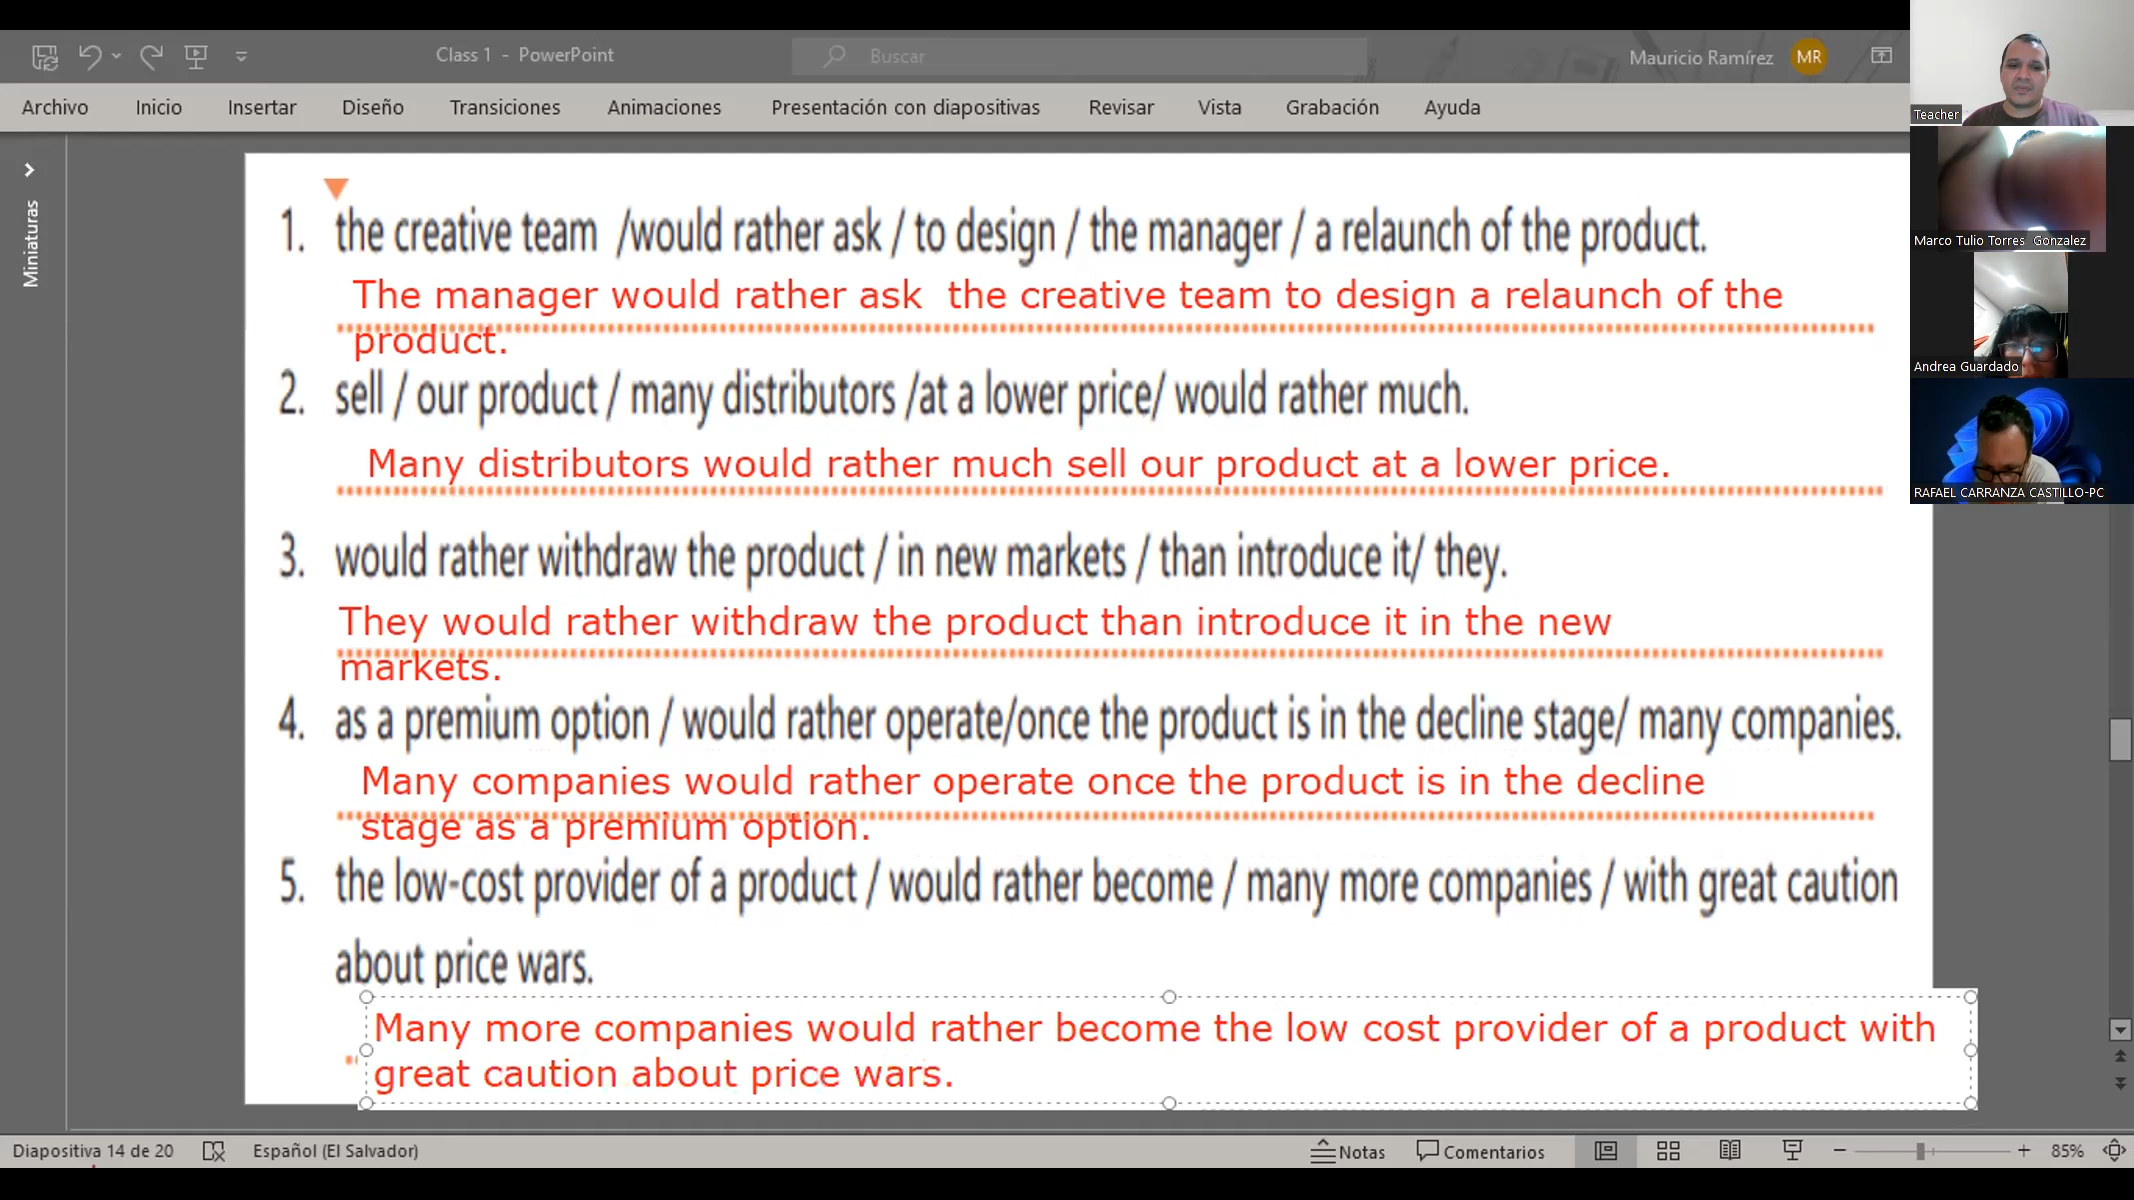 Class 1 - PowerPoint
Buscar
Mauricio Ramírez
MR
Archivo
Inicio
Insertar
Diseño
Transiciones
Animaciones
Presentación con diapositivas
Revisar
Vista
Grabación
Ayuda
Teacher
Marco Tulio Torres Gonzalez
Andrea Guardado
RAFAEL CARRANZA CASTILLO-PC
Miniaturas
1. the creative team /would rather ask / to design / the manager / a relaunch of the product.
The manager would rather ask the creative team to design a relaunch of the
product.
2. sell / our product / many distributors /at a lower price/ would rather much.
Many distributors would rather much sell our product at a lower price.
3. would rather withdraw the product / in new markets / than introduce it/ they.
They would rather withdraw the product than introduce it in the new
markets.
4. as a premium option / would rather operate/once the product is in the decline stage/ many companies.
Many companies would rather operate once the product is in the decline
stage as a premium option.
5. the low-cost provider of a product / would rather become / many more companies / with great caution
about price wars.
Many more companies would rather become the low cost provider of a product with
great caution about price wars.
Diapositiva 14 de 20
Español (El Salvador)
Notas
Comentarios
85%